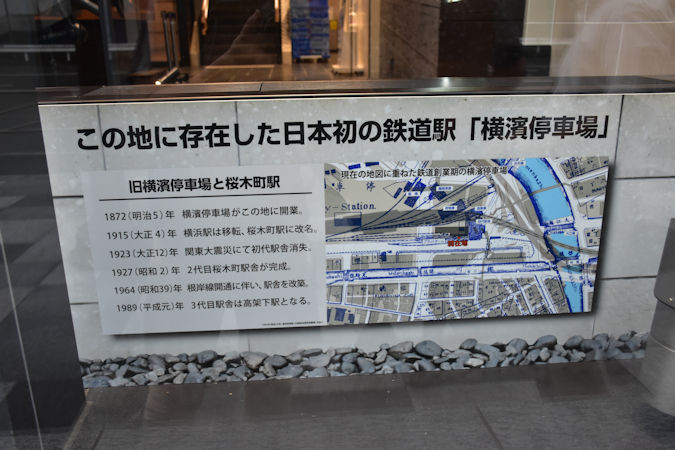 この地に存在した日本初の鉄道駅「横濱停車場」
旧横濱停車場と桜木町駅
1872(明治5)年 横濱停車場がこの地に開業。
1915(大正4)年 横浜駅は移転、桜木町駅に改名。
1923(大正12)年 関東大震災にて初代駅舎消失。
1927(昭和2)年 2代目桜木町駅舎が完成。
1964(昭和39)年 根岸線開通に伴い、駅舎を改築。
1989(平成元)年 3代目駅舎は高架下駅となる。
現在の地図に重ねた鉄道創業期の横濱停車場
車停
y-Station.
現在地